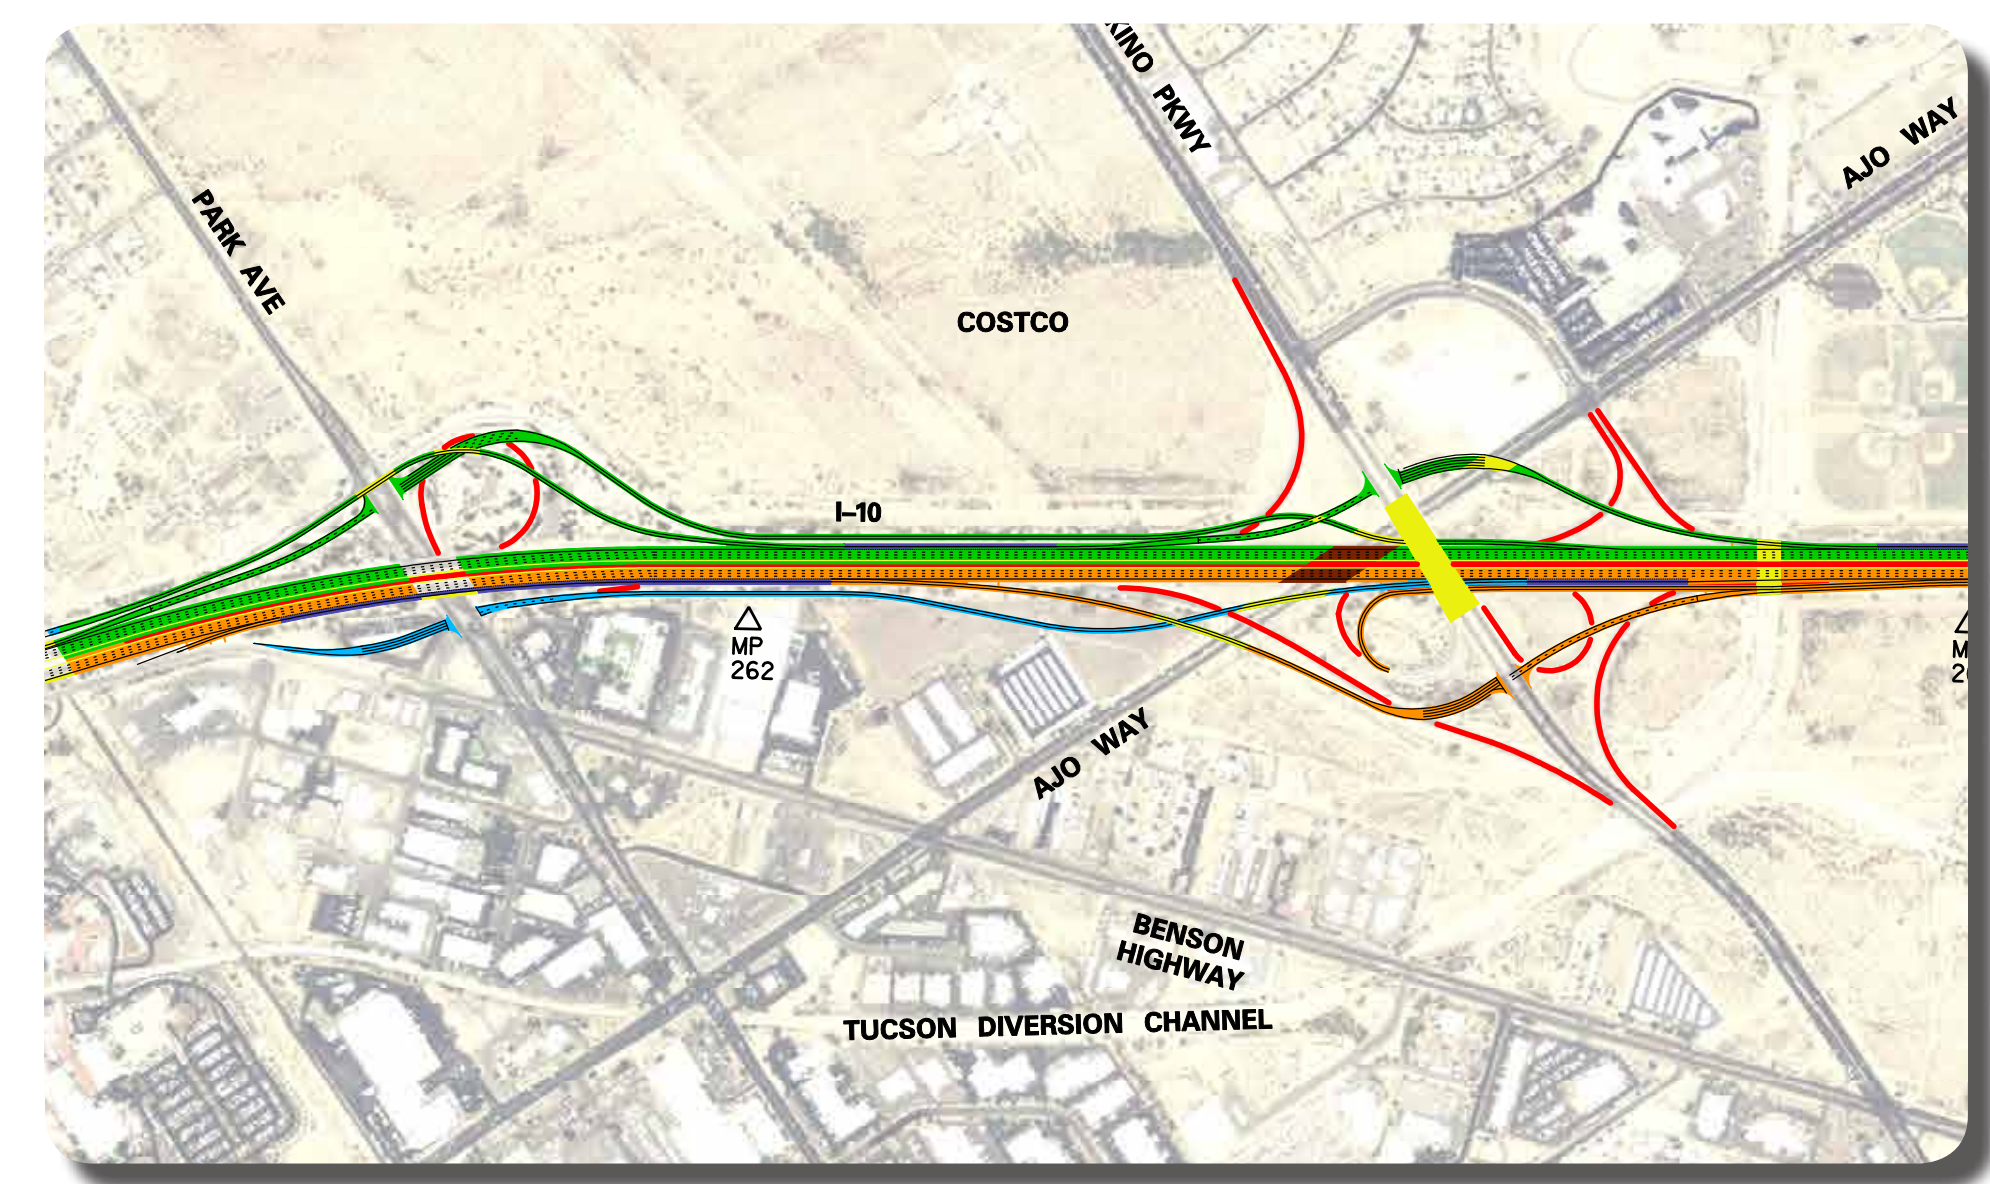 KINO PKWY
AJO WAY
PARK AVE
COSTCO
I-10
MP
262
AJO WAY
BENSON
HIGHWAY
TUCSON DIVERSION CHANNEL